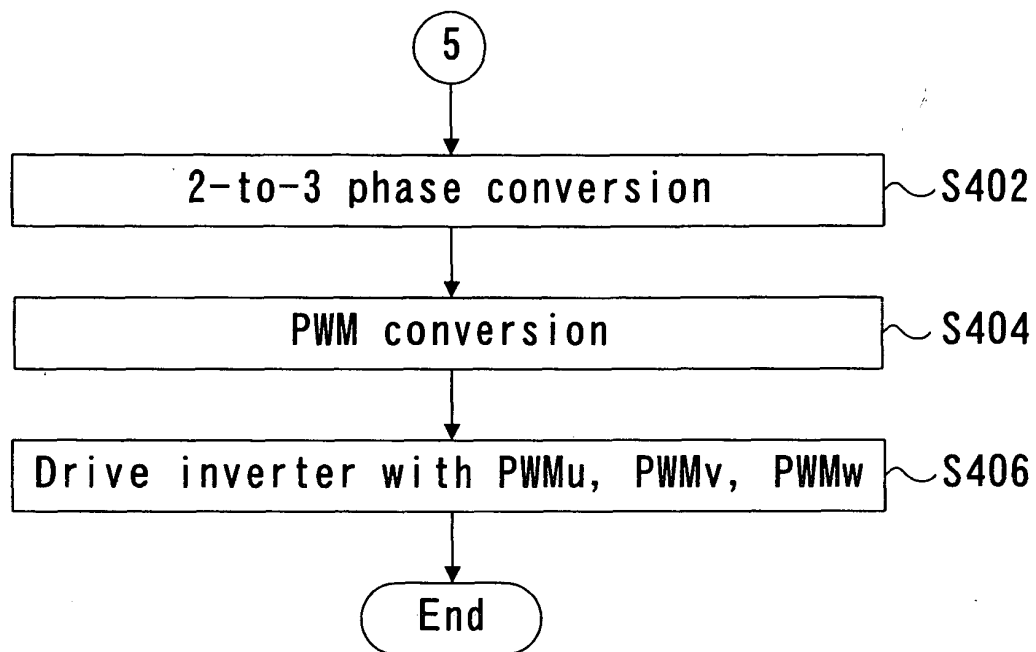 5
2-to-3 phase conversion
S402
PWM conversion
S404
Drive inverter with PWMu, PWMv, PWMw
S406
End